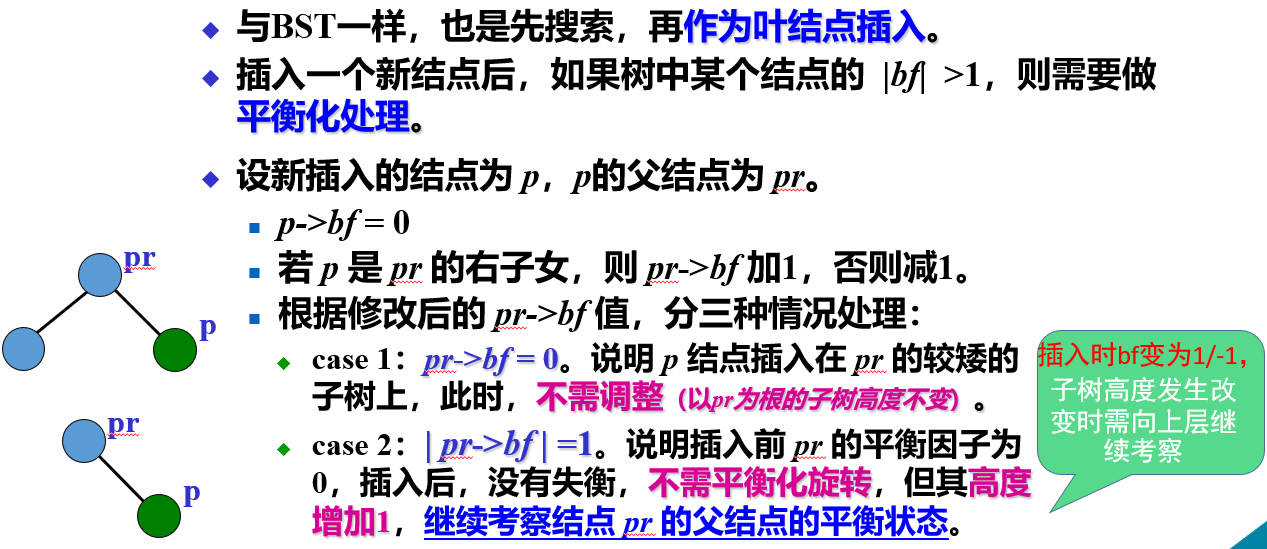 与BST一样，也是先搜索，再作为叶结点插入。
插入一个新结点后，如果树中某个结点的 |bf| >1，则需要做
平衡化处理。
设新插入的结点为 p，p的父结点为 pr。
p->bf = 0
若 p 是 pr 的右子女，则 pr->bf 加1，否则减1。
根据修改后的 pr->bf 值，分三种情况处理：
case 1：pr->bf = 0。说明 p 结点插入在 pr 的较矮的
子树上，此时，不需调整（以pr为根的子树高度不变）。
case 2：| pr->bf | =1。说明插入前 pr 的平衡因子为
0，插入后，没有失衡，不需平衡化旋转，但其高度
增加1，继续考察结点 pr 的父结点的平衡状态。
pr
p
pr
p
插入时bf变为1/-1，
子树高度发生改
变时需向上层继
续考察